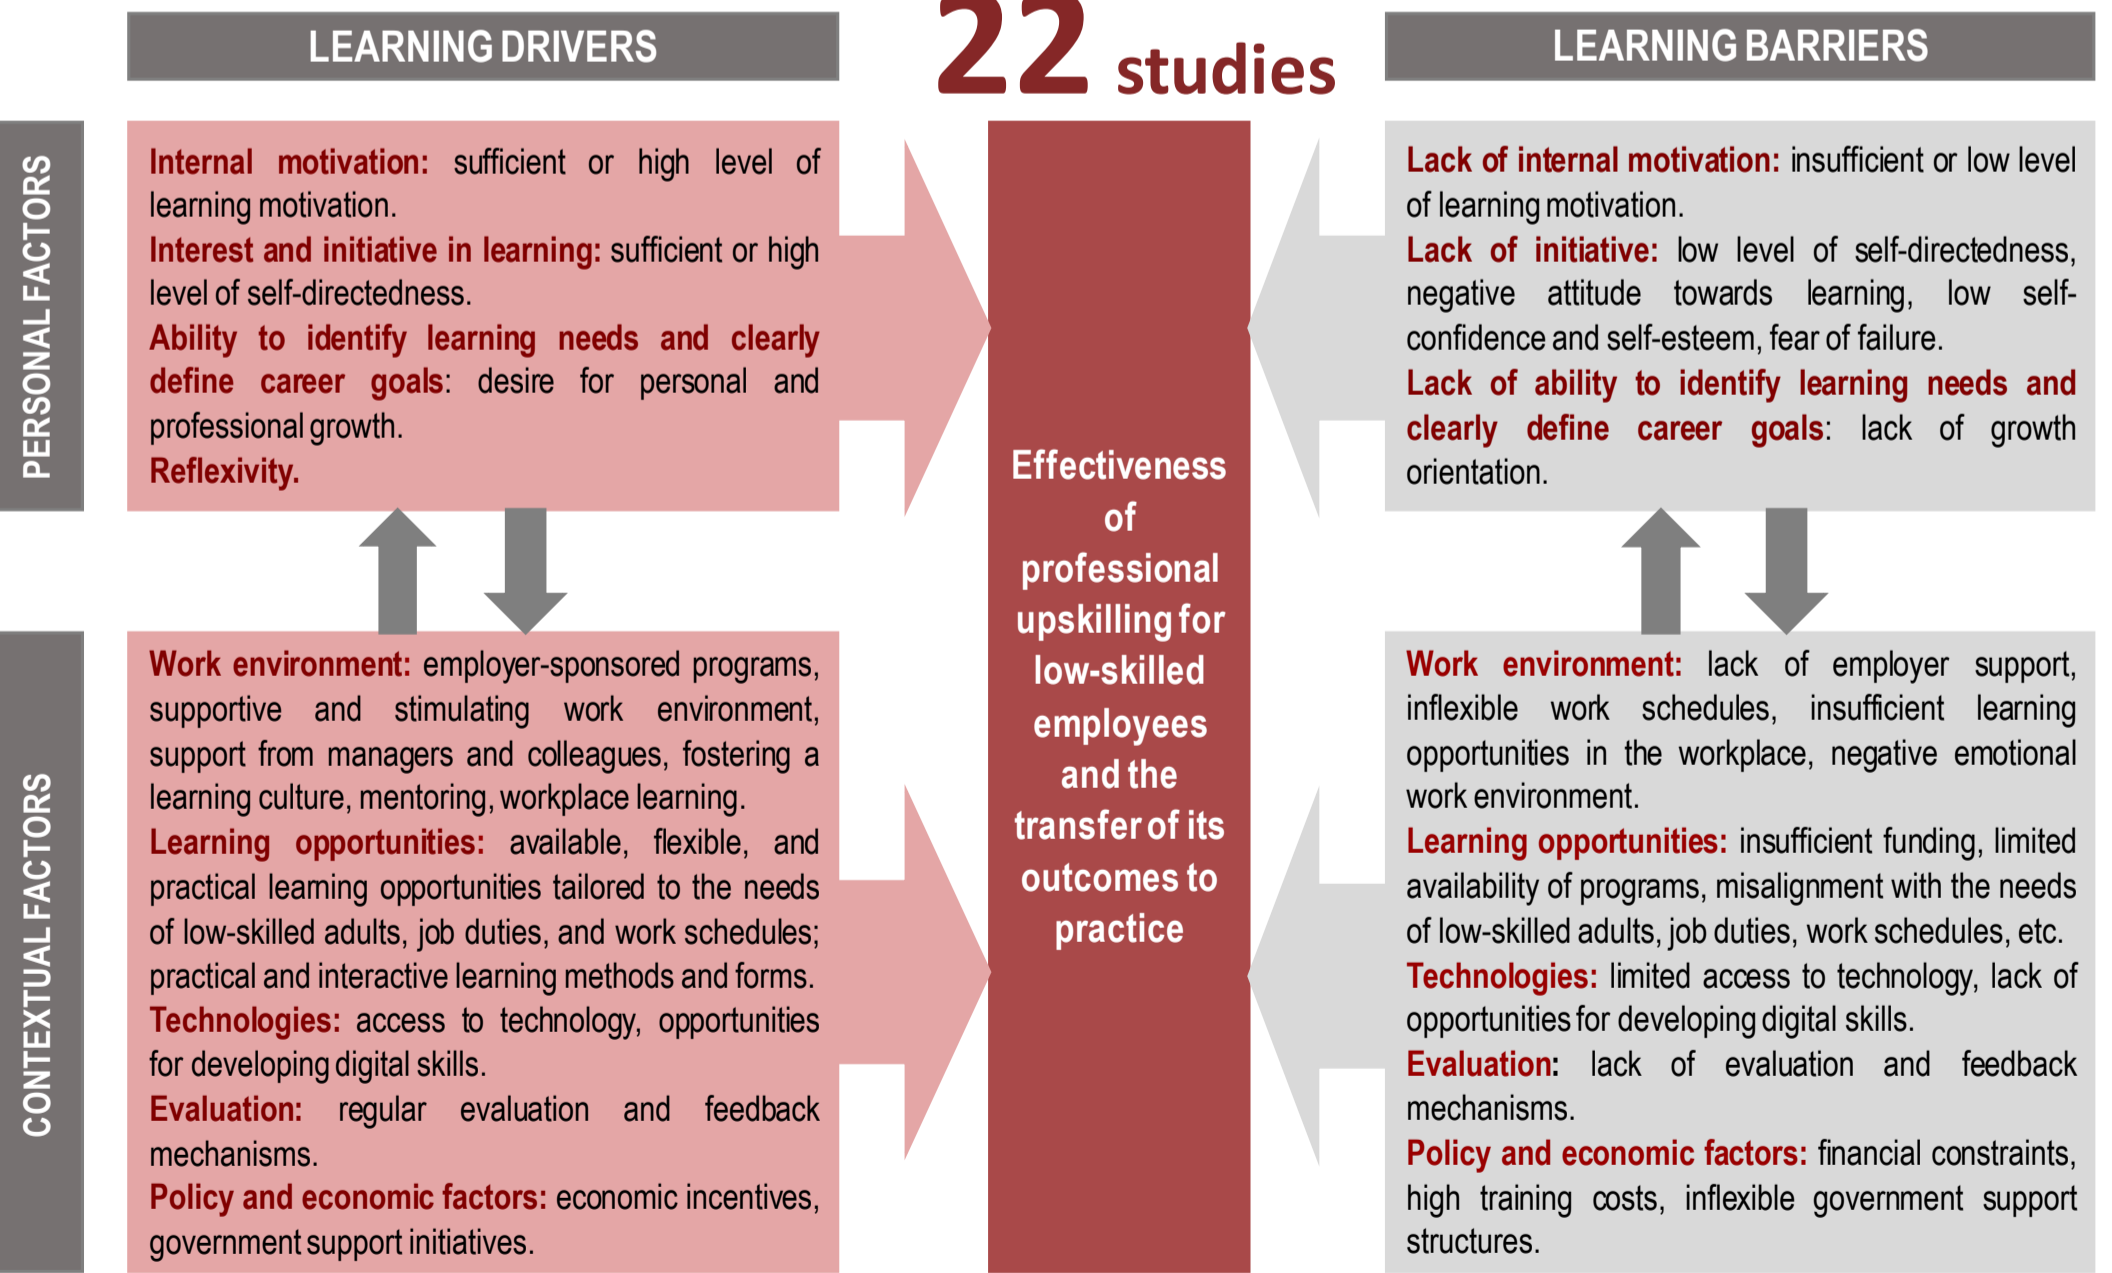 LEARNING DRIVERS
22 studies
LEARNING BARRIERS
PERSONAL FACTORS
Internal motivation: sufficient or high level of
learning motivation.
Interest and initiative in learning: sufficient or high
level of self-directedness.
Ability to identify learning needs and clearly
define career goals: desire for personal and
professional growth.
Reflexivity.
Lack of internal motivation: insufficient or low level
of learning motivation.
Lack of initiative: low level of self-directedness,
negative attitude towards learning, low self-
confidence and self-esteem, fear of failure.
Lack of ability to identify learning needs and
clearly define career goals: lack of growth
orientation.
Effectiveness
of
professional
upskilling for
low-skilled
employees
and the
transfer of its
outcomes to
practice
CONTEXTUAL FACTORS
Work environment: employer-sponsored programs,
supportive and stimulating work environment,
support from managers and colleagues, fostering a
learning culture, mentoring, workplace learning.
Learning opportunities: available, flexible, and
practical learning opportunities tailored to the needs
of low-skilled adults, job duties, and work schedules;
practical and interactive learning methods and forms.
Technologies: access to technology, opportunities
for developing digital skills.
Evaluation: regular evaluation and feedback
mechanisms.
Policy and economic factors: economic incentives,
government support initiatives.
Work environment: lack of employer support,
inflexible work schedules, insufficient learning
opportunities in the workplace, negative emotional
work environment.
Learning opportunities: insufficient funding, limited
availability of programs, misalignment with the needs
of low-skilled adults, job duties, work schedules, etc.
Technologies: limited access to technology, lack of
opportunities for developing digital skills.
Evaluation: lack of evaluation and feedback
mechanisms.
Policy and economic factors: financial constraints,
high training costs, inflexible government support
structures.